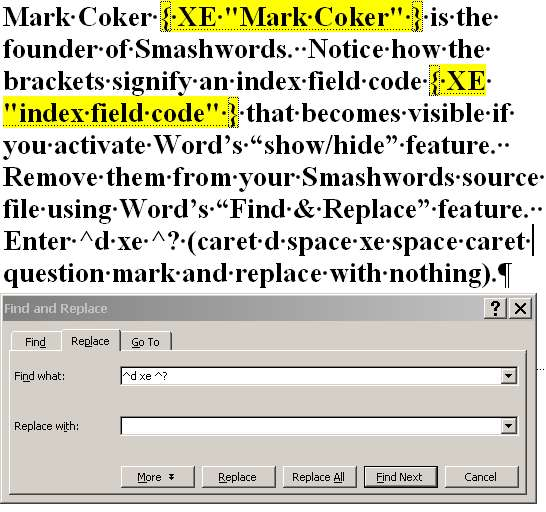 Mark Coker { XE "Mark Coker" } is the
founder of Smashwords.  Notice how the
brackets signify an index field code { XE
"index field code" } that becomes visible if
you activate Word’s “show/hide” feature.
Remove them from your Smashwords source
file using Word’s “Find & Replace” feature.
Enter ^d xe ^? (caret d space xe space caret
question mark and replace with nothing).¶
Find and Replace
Find Replace Go To
Find what: ^d xe ^?
Replace with:
More Replace Replace All Find Next Cancel